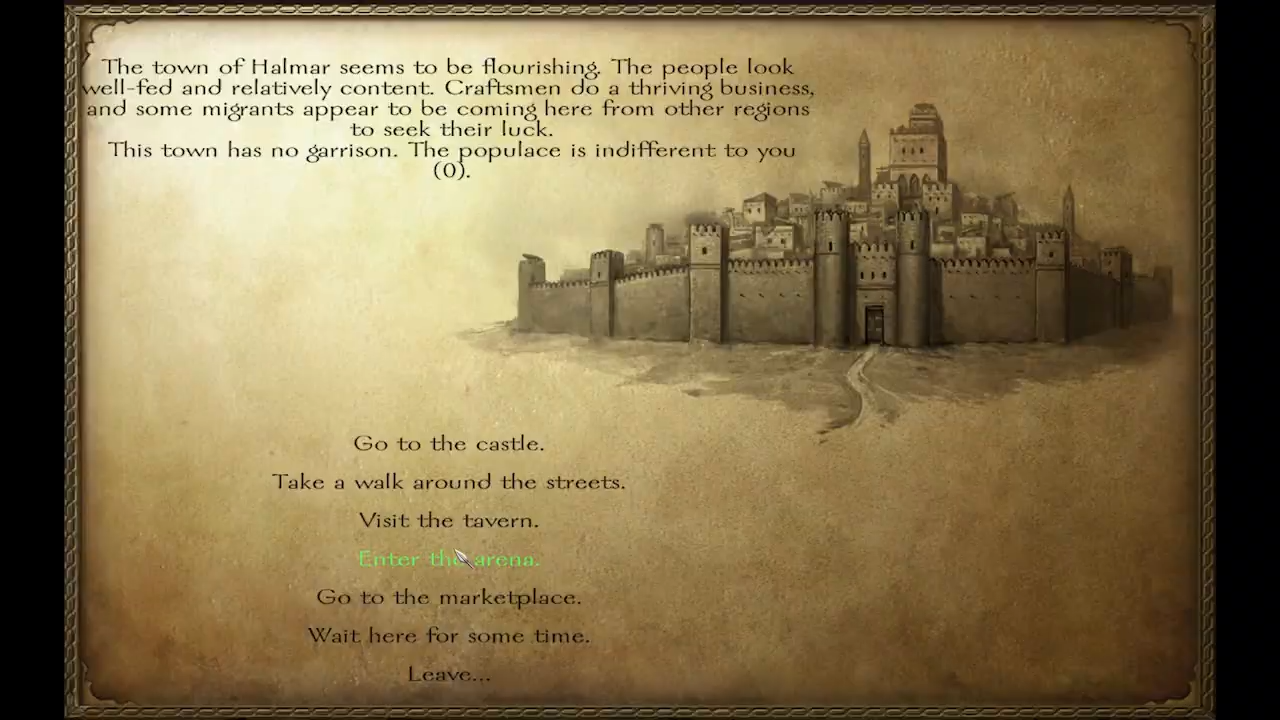 The town of Halmar seems to be flourishing. The people look
well-fed and relatively content. Craftsmen do a thriving business,
and some migrants appear to be coming here from other regions
to seek their luck.
This town has no garrison. The populace is indifferent to you
(0).
Go to the castle.
Take a walk around the streets.
Visit the tavern.
Enter the arena.
Go to the marketplace.
Wait here for some time.
Leave...